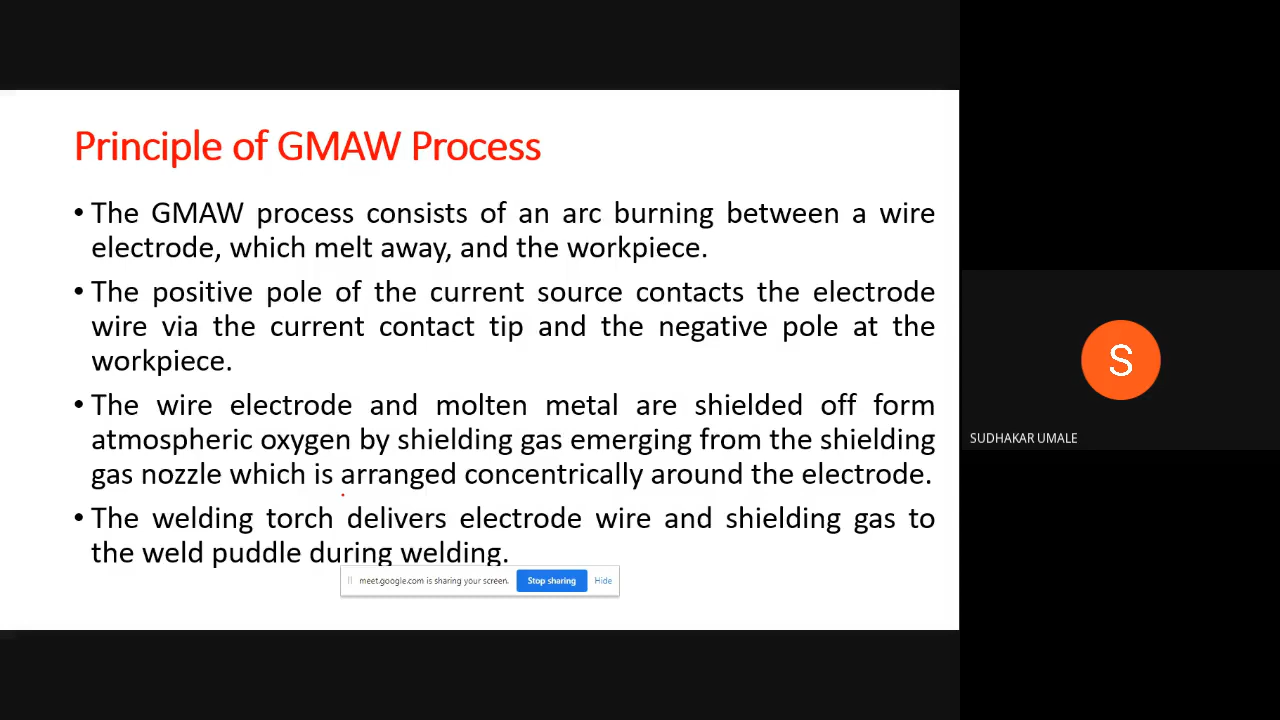 Principle of GMAW Process
• The GMAW process consists of an arc burning between a wire
electrode, which melt away, and the workpiece.
• The positive pole of the current source contacts the electrode
wire via the current contact tip and the negative pole at the
workpiece.
• The wire electrode and molten metal are shielded off form
atmospheric oxygen by shielding gas emerging from the shielding
gas nozzle which is arranged concentrically around the electrode.
• The welding torch delivers electrode wire and shielding gas to
the weld puddle during welding.
meet.google.com is sharing your screen. Stop sharing Hide
S
SUDHAKAR UMALE